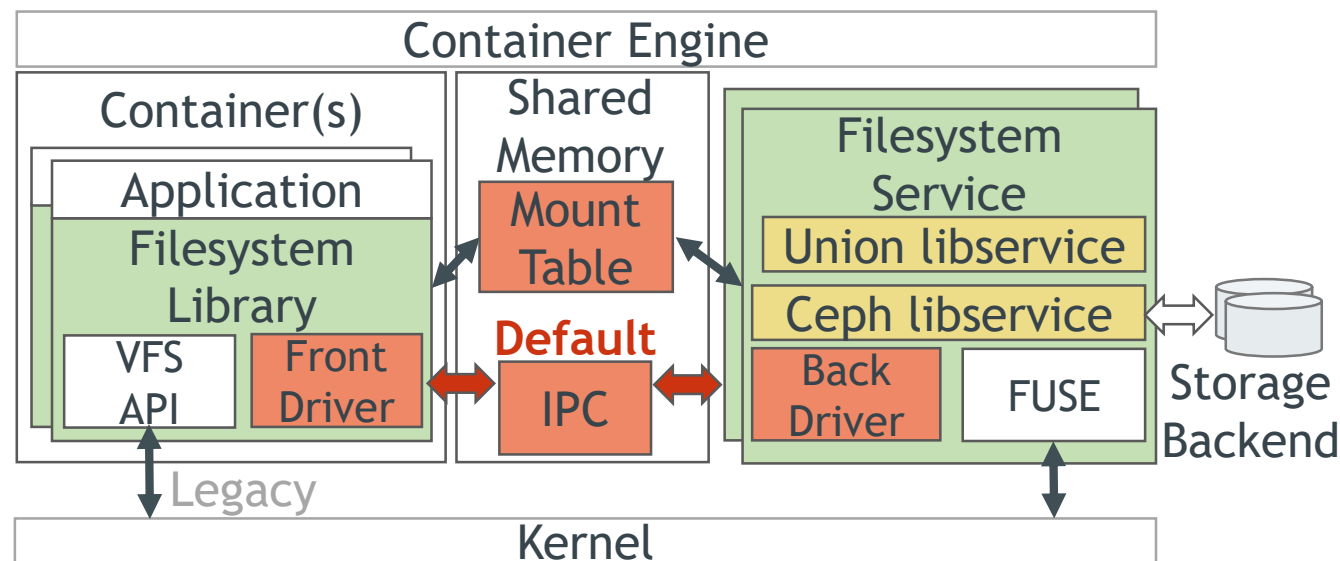 Container Engine
Container(s)
Application
Filesystem
Library
VFS
API
Front
Driver
Shared
Memory
Mount
Table
Default
IPC
Filesystem
Service
Union libservice
Ceph libservice
Back
Driver
FUSE
Storage
Backend
Legacy
Kernel